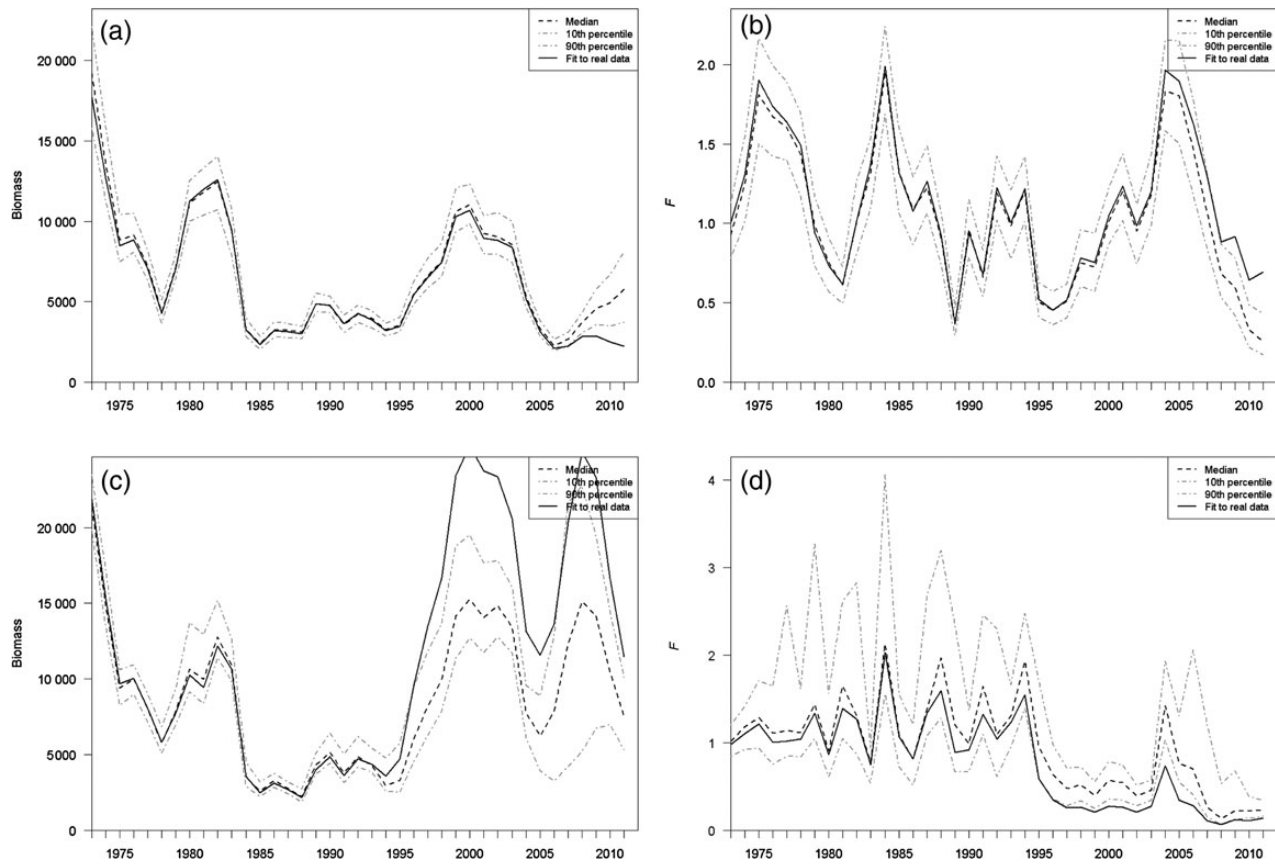 (a)
Median
10th percentile
90th percentile
Fit to real data
Biomass
20 000
15 000
10 000
5000
0
1975 1980 1985 1990 1995 2000 2005 2010
(b)
Median
10th percentile
90th percentile
Fit to real data
F
2.0
1.5
1.0
0.5
0.0
1975 1980 1985 1990 1995 2000 2005 2010
(c)
Median
10th percentile
90th percentile
Fit to real data
Biomass
20 000
15 000
10 000
5000
0
1975 1980 1985 1990 1995 2000 2005 2010
(d)
Median
10th percentile
90th percentile
Fit to real data
F
4
3
2
1
0
1975 1980 1985 1990 1995 2000 2005 2010